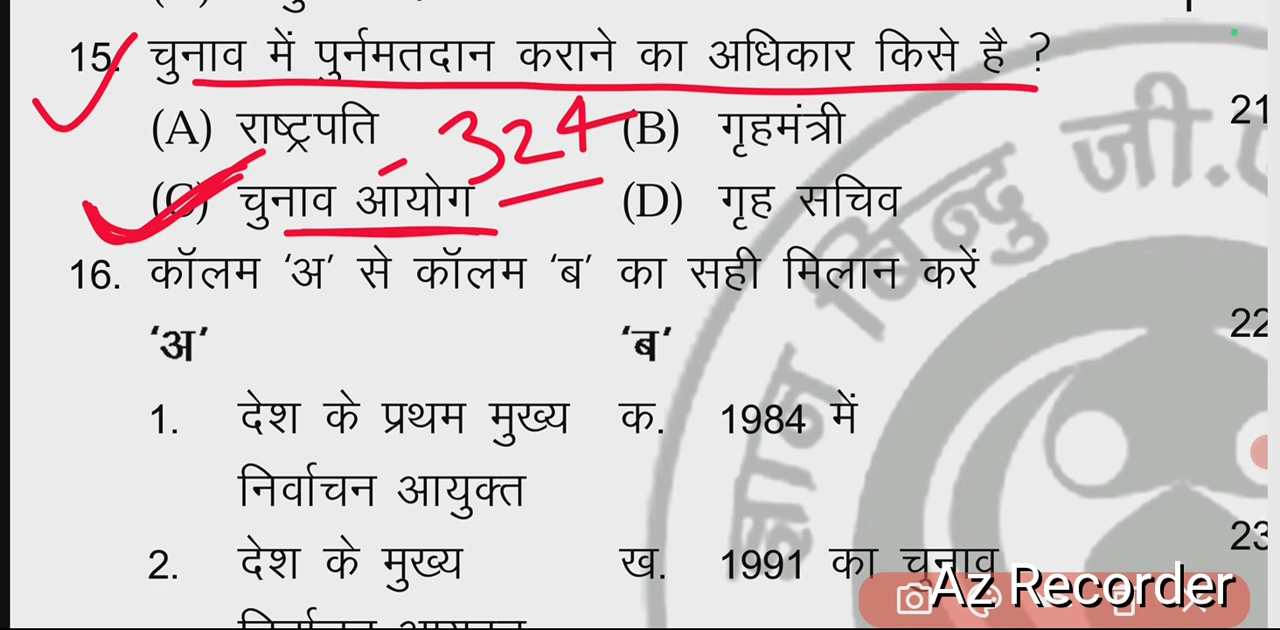 15. चुनाव में पुर्नमतदान कराने का अधिकार किसे है ?
(A) राष्ट्रपति (B) गृहमंत्री
324
(C) चुनाव आयोग (D) गृह सचिव
16. कॉलम ‘अ’ से कॉलम ‘ब’ का सही मिलान करें
‘अ’ ‘ब’
1. देश के प्रथम मुख्य क. 1984 में
निर्वाचन आयुक्त
2. देश के मुख्य ख. 1991 का चुनाव
21
22
23
ज्ञान बिन्दु जी.
Az Recorder